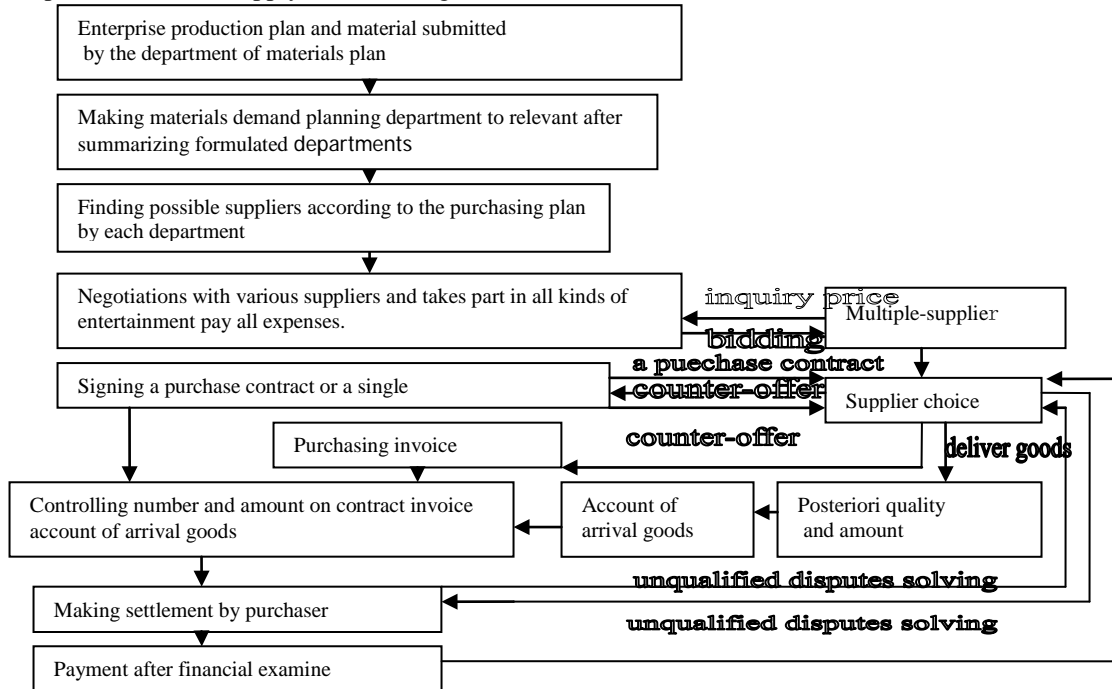 Enterprise production plan and material submitted
by the department of materials plan
Making materials demand planning department to relevant after
summarizing formulated departments
Finding possible suppliers according to the purchasing plan
by each department
Negotiations with various suppliers and takes part in all kinds of
entertainment pay all expenses.
inquiry price
Multiple-supplier
bidding
a puechase contract
Signing a purchase contract or a single
counter-offer
Supplier choice
counter-offer
Purchasing invoice
deliver goods
Controlling number and amount on contract invoice
account of arrival goods
Account of
arrival goods
Posteriori quality
and amount
unqualified disputes solving
Making settlement by purchaser
unqualified disputes solving
Payment after financial examine